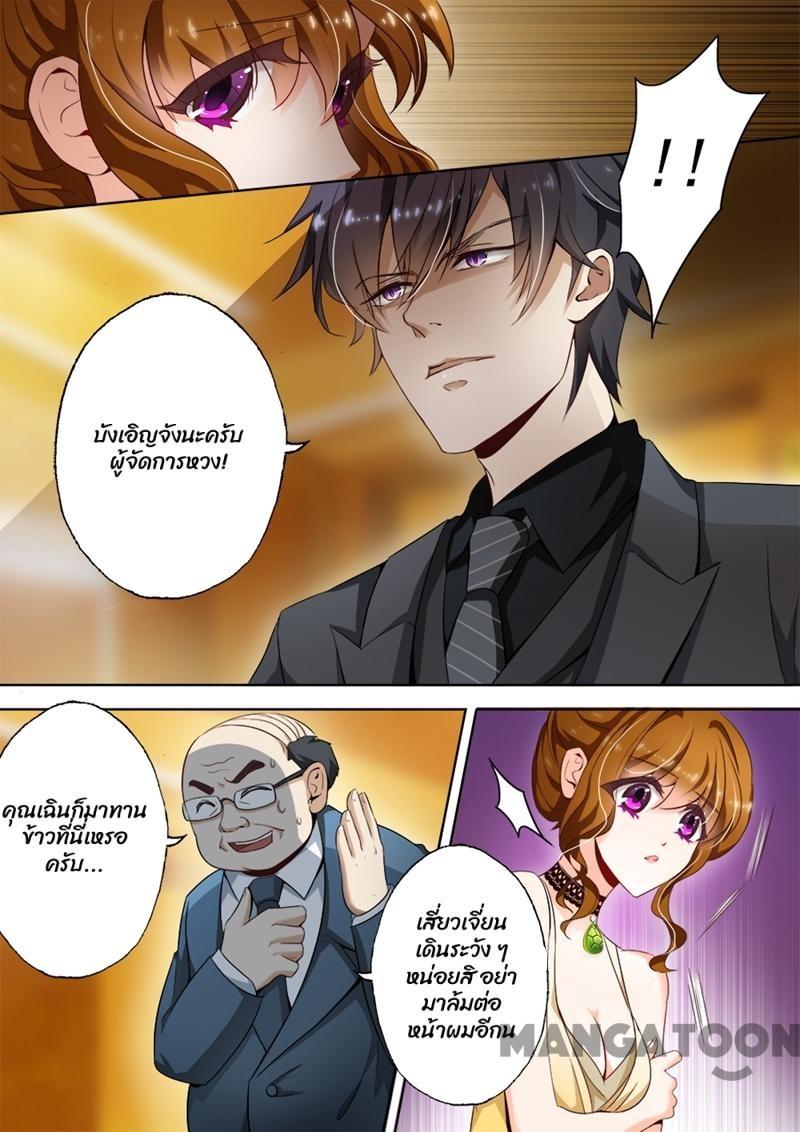 !!
บังเอิญจังนะครับ
ผู้จัดการหวง!
คุณเฉินก็มาทาน
ข้าวที่นี่เหรอ
ครับ...
เสี่ยวเจี่ยน
เดินระวัง ๆ
หน่อยสิ อย่า
มาล้มต่อ
หน้าผมอีกน
MANGATOON